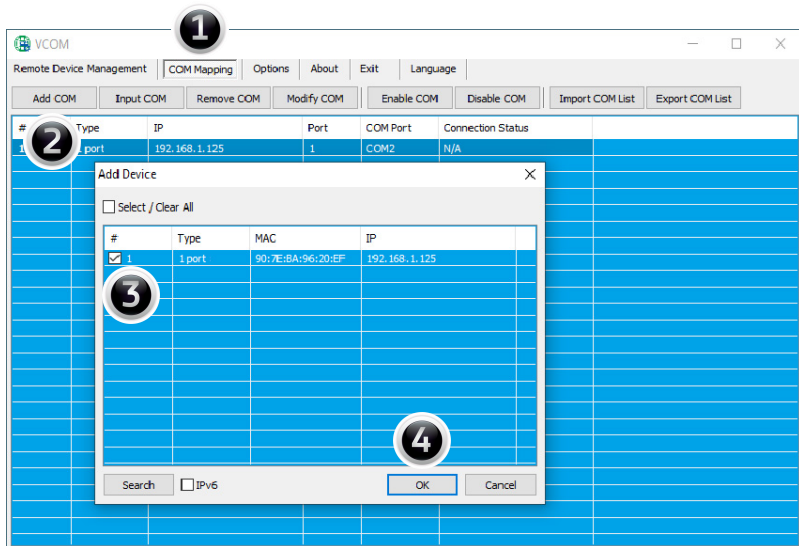 1
VCOM
Remote Device Management COM Mapping Options About Exit Language
Add COM Input COM Remove COM Modify COM Enable COM Disable COM Import COM List Export COM List
# Type IP Port COM Port Connection Status
2
1 port 192.168.1.125 1 COM2 N/A
Add Device
Select / Clear All
# Type MAC IP
1 1 port 90:7E:BA:96:20:EF 192.168.1.125
3
4
Search IPv6 OK Cancel